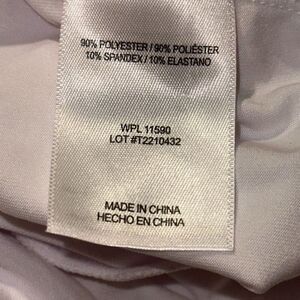 90% POLYESTER / 90% POLIÉSTER
10% SPANDEX / 10% ELASTANO
WPL 11590
LOT #T2210432
MADE IN CHINA
HECHO EN CHINA